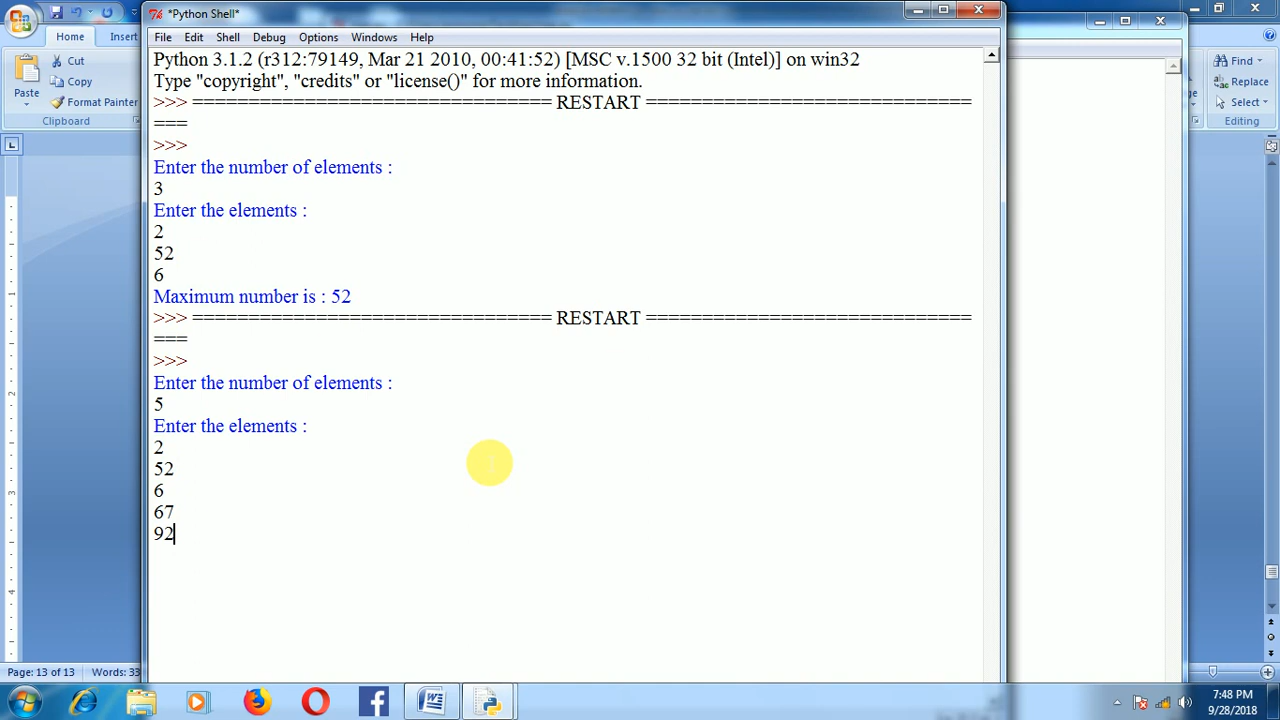 *Python Shell*
Home Insert
File Edit Shell Debug Options Windows Help
Cut
Copy
Format Painter
Paste
Clipboard
Find
Replace
Select
Editing
Python 3.1.2 (r312:79149, Mar 21 2010, 00:41:52) [MSC v.1500 32 bit (Intel)] on win32
Type "copyright", "credits" or "license()" for more information.
>>> ================================ RESTART =============================
===
>>>
Enter the number of elements :
3
Enter the elements :
2
52
6
Maximum number is : 52
>>> ================================ RESTART =============================
===
>>>
Enter the number of elements :
5
Enter the elements :
2
52
6
67
92
Page: 13 of 13 Words: 33
7:48 PM
9/28/2018